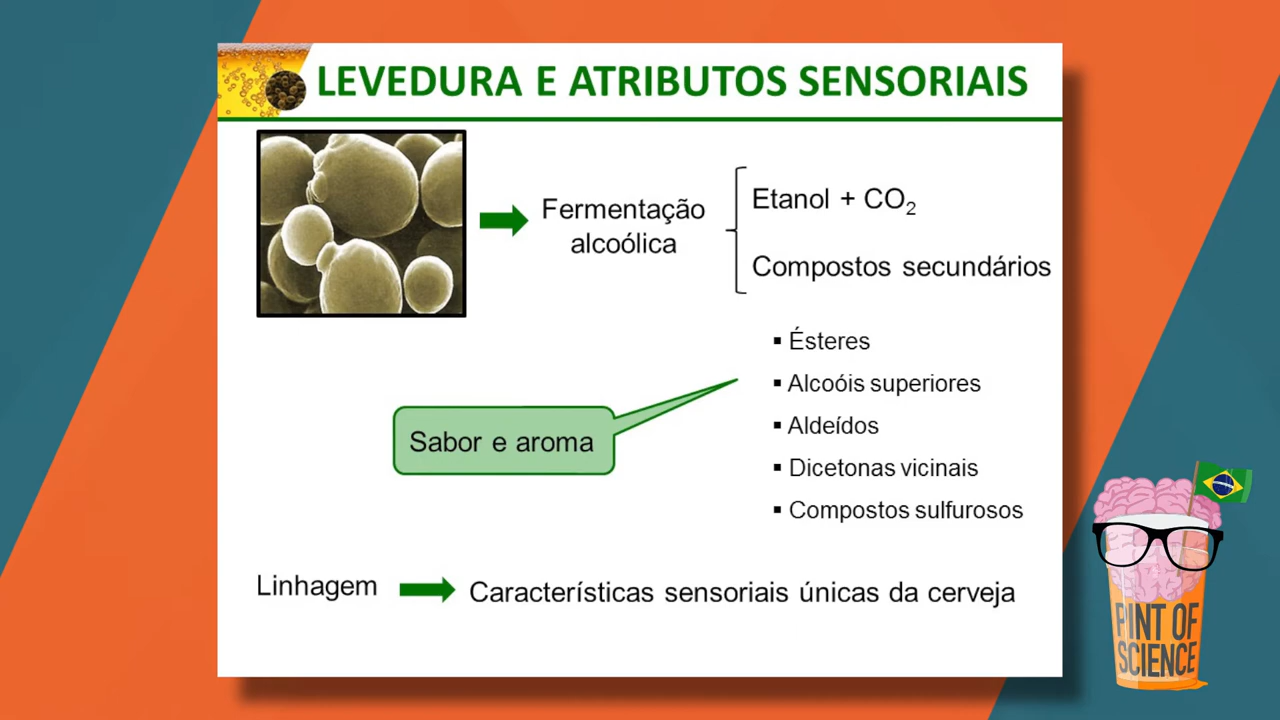 LEVEDURA E ATRIBUTOS SENSORIAIS
Fermentação
alcoólica
Etanol + CO₂
Compostos secundários
▪ Ésteres
▪ Alcoóis superiores
▪ Aldeídos
▪ Dicetonas vicinais
▪ Compostos sulfurosos
Sabor e aroma
Linhagem
Características sensoriais únicas da cerveja
PINT OF
SCIENCE